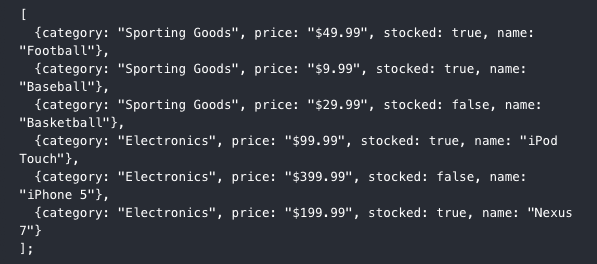 [
  {category: "Sporting Goods", price: "$49.99", stocked: true, name:
"Football"},
  {category: "Sporting Goods", price: "$9.99", stocked: true, name:
"Baseball"},
  {category: "Sporting Goods", price: "$29.99", stocked: false, name:
"Basketball"},
  {category: "Electronics", price: "$99.99", stocked: true, name: "iPod
Touch"},
  {category: "Electronics", price: "$399.99", stocked: false, name:
"iPhone 5"},
  {category: "Electronics", price: "$199.99", stocked: true, name: "Nexus
7"}
];